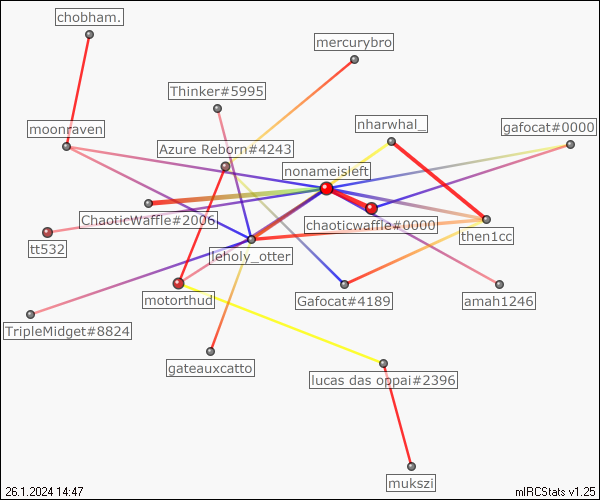 chobham.
mercurybro
Thinker#5995
moonraven
nharwhal_
gafocat#0000
Azure Reborn#4243
nonameisleft
ChaoticWaffle#2006
chaoticwaffle#0000
then1cc
tt532
leholy_otter
motorthud
Gafocat#4189
amah1246
TripleMidget#8824
gateauxcatto
lucas das oppai#2396
mukszi
26.1.2024 14:47
mIRCStats v1.25